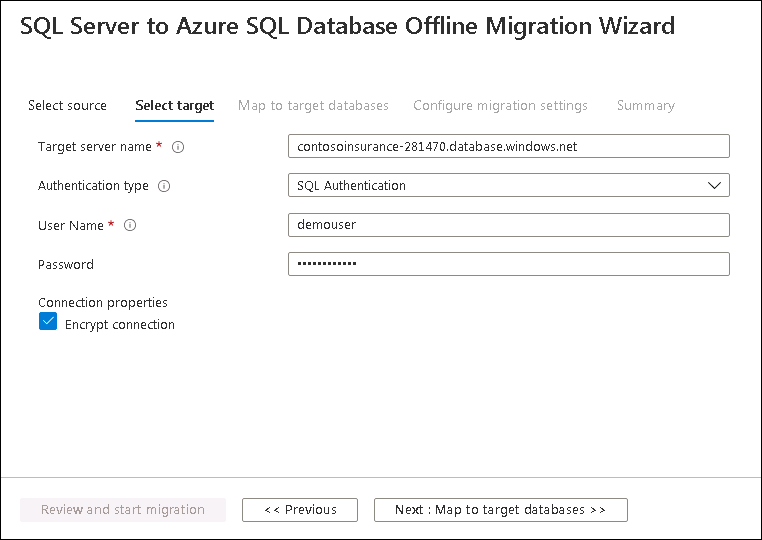 SQL Server to Azure SQL Database Offline Migration Wizard
Select source Select target Map to target databases Configure migration settings Summary
Target server name * contosoinsurance-281470.database.windows.net
Authentication type SQL Authentication
User Name * demouser
Password ••••••••••••
Connection properties
Encrypt connection
Review and start migration << Previous Next : Map to target databases >>